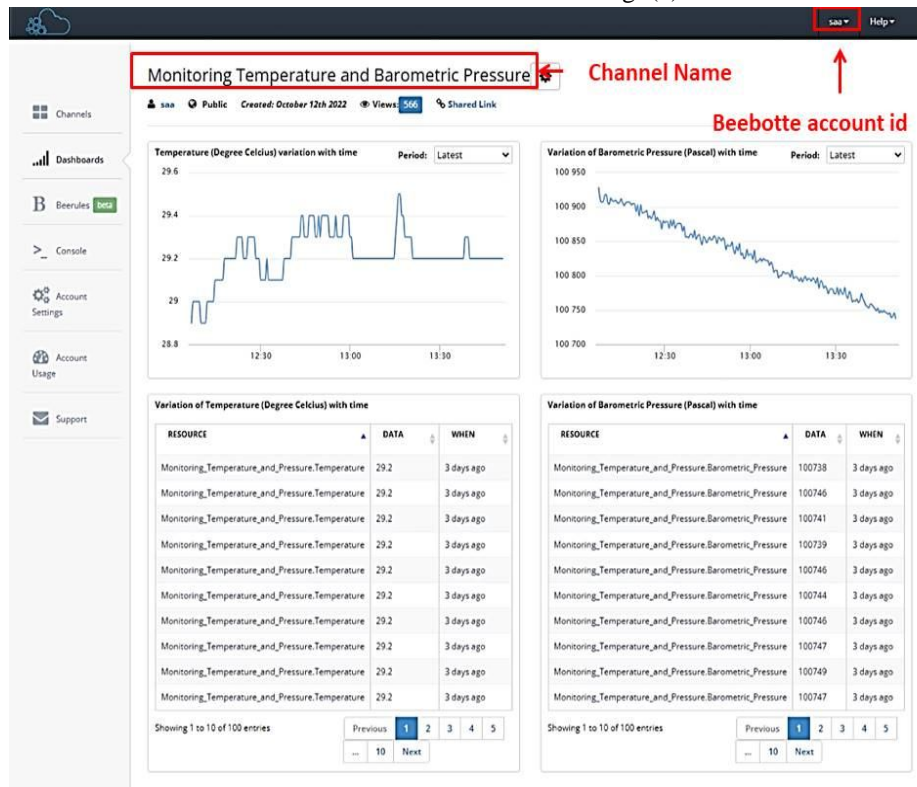 saa Help
Monitoring Temperature and Barometric Pressure
Channel Name
saa Public Created: October 12th 2022 Views: 566 Shared Link
Beebotte account id
Channels
Dashboards
B Beerules beta
>_ Console
Account Settings
Account Usage
Support
Temperature (Degree Celcius) variation with time Period: Latest
29.6
29.4
29.2
29
28.8
12:30 13:00 13:30
Variation of Barometric Pressure (Pascal) with time Period: Latest
100 950
100 900
100 850
100 800
100 750
100 700
12:30 13:00 13:30
Variation of Temperature (Degree Celcius) with time
RESOURCE DATA WHEN
Monitoring_Temperature_and_Pressure.Temperature 29.2 3 days ago
Monitoring_Temperature_and_Pressure.Temperature 29.2 3 days ago
Monitoring_Temperature_and_Pressure.Temperature 29.2 3 days ago
Monitoring_Temperature_and_Pressure.Temperature 29.2 3 days ago
Monitoring_Temperature_and_Pressure.Temperature 29.2 3 days ago
Monitoring_Temperature_and_Pressure.Temperature 29.2 3 days ago
Monitoring_Temperature_and_Pressure.Temperature 29.2 3 days ago
Monitoring_Temperature_and_Pressure.Temperature 29.2 3 days ago
Monitoring_Temperature_and_Pressure.Temperature 29.2 3 days ago
Monitoring_Temperature_and_Pressure.Temperature 29.2 3 days ago
Showing 1 to 10 of 100 entries Previous 1 2 3 4 5
... 10 Next
Variation of Barometric Pressure (Pascal) with time
RESOURCE DATA WHEN
Monitoring_Temperature_and_Pressure.Barometric_Pressure 100738 3 days ago
Monitoring_Temperature_and_Pressure.Barometric_Pressure 100746 3 days ago
Monitoring_Temperature_and_Pressure.Barometric_Pressure 100741 3 days ago
Monitoring_Temperature_and_Pressure.Barometric_Pressure 100739 3 days ago
Monitoring_Temperature_and_Pressure.Barometric_Pressure 100746 3 days ago
Monitoring_Temperature_and_Pressure.Barometric_Pressure 100744 3 days ago
Monitoring_Temperature_and_Pressure.Barometric_Pressure 100746 3 days ago
Monitoring_Temperature_and_Pressure.Barometric_Pressure 100747 3 days ago
Monitoring_Temperature_and_Pressure.Barometric_Pressure 100749 3 days ago
Monitoring_Temperature_and_Pressure.Barometric_Pressure 100747 3 days ago
Showing 1 to 10 of 100 entries Previous 1 2 3 4 5
... 10 Next